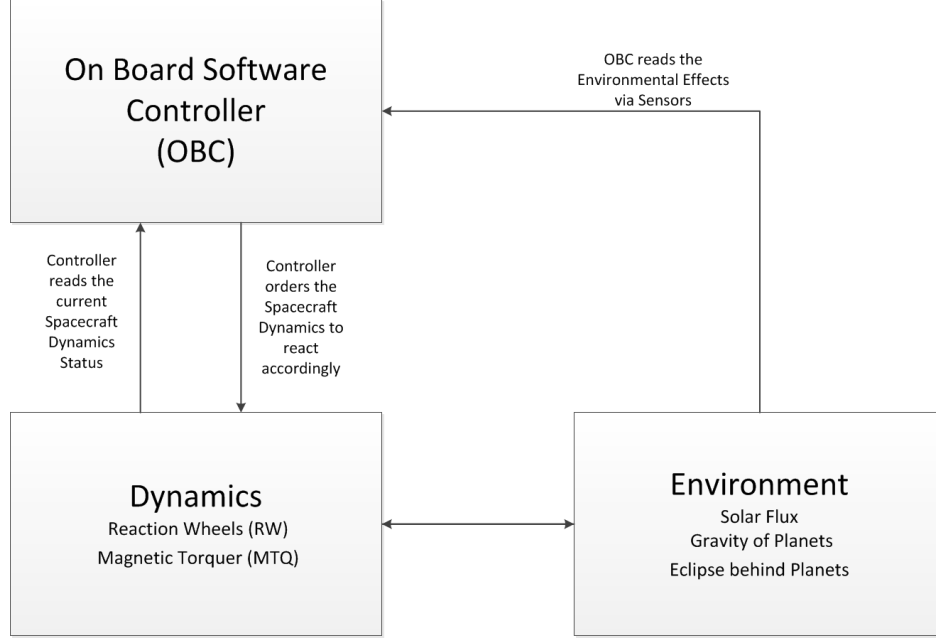 On Board Software
Controller
(OBC)
OBC reads the
Environmental Effects
via Sensors
Controller
reads the
current
Spacecraft
Dynamics
Status
Controller
orders the
Spacecraft
Dynamics to
react
accordingly
Dynamics
Reaction Wheels (RW)
Magnetic Torquer (MTQ)
Environment
Solar Flux
Gravity of Planets
Eclipse behind Planets